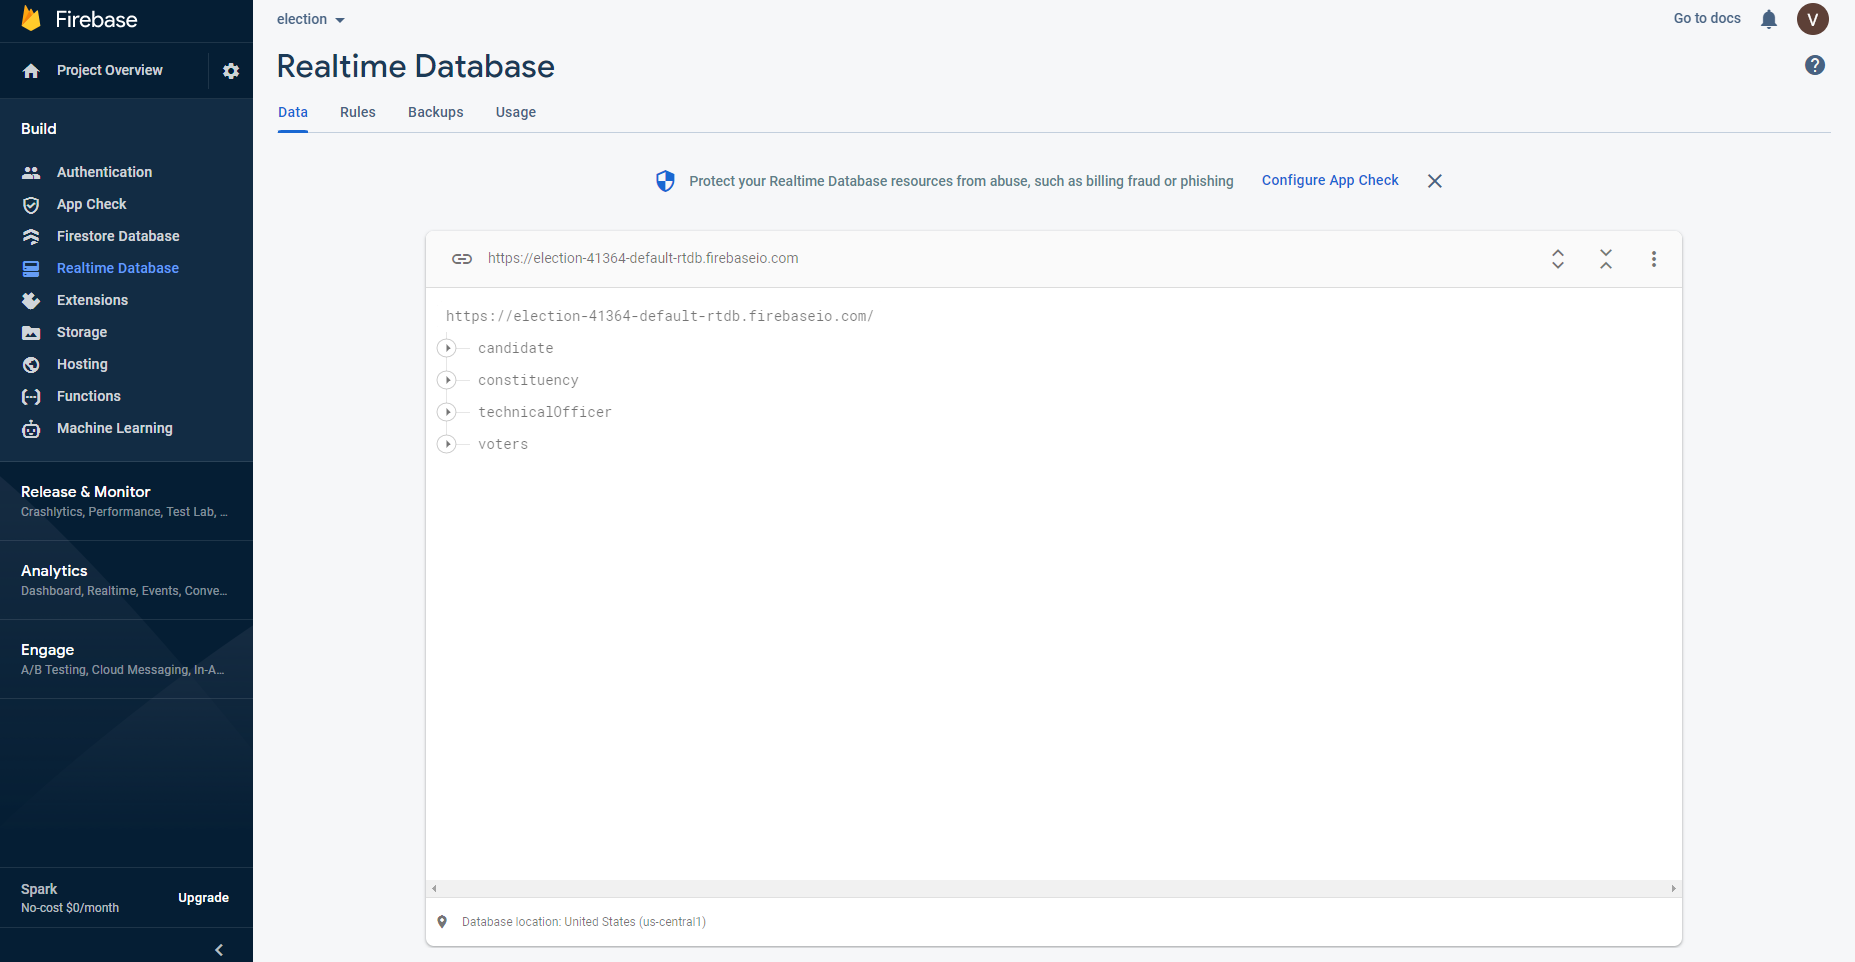 Firebase
Project Overview
Build
Authentication
App Check
Firestore Database
Realtime Database
Extensions
Storage
Hosting
Functions
Machine Learning
Release & Monitor
Crashlytics, Performance, Test Lab, ...
Analytics
Dashboard, Realtime, Events, Conve...
Engage
A/B Testing, Cloud Messaging, In-A...
Spark
No-cost $0/month
Upgrade
election
Go to docs
V
Realtime Database
Data Rules Backups Usage
Protect your Realtime Database resources from abuse, such as billing fraud or phishing Configure App Check
https://election-41364-default-rtdb.firebaseio.com
https://election-41364-default-rtdb.firebaseio.com/
candidate
constituency
technicalOfficer
voters
Database location: United States (us-central1)